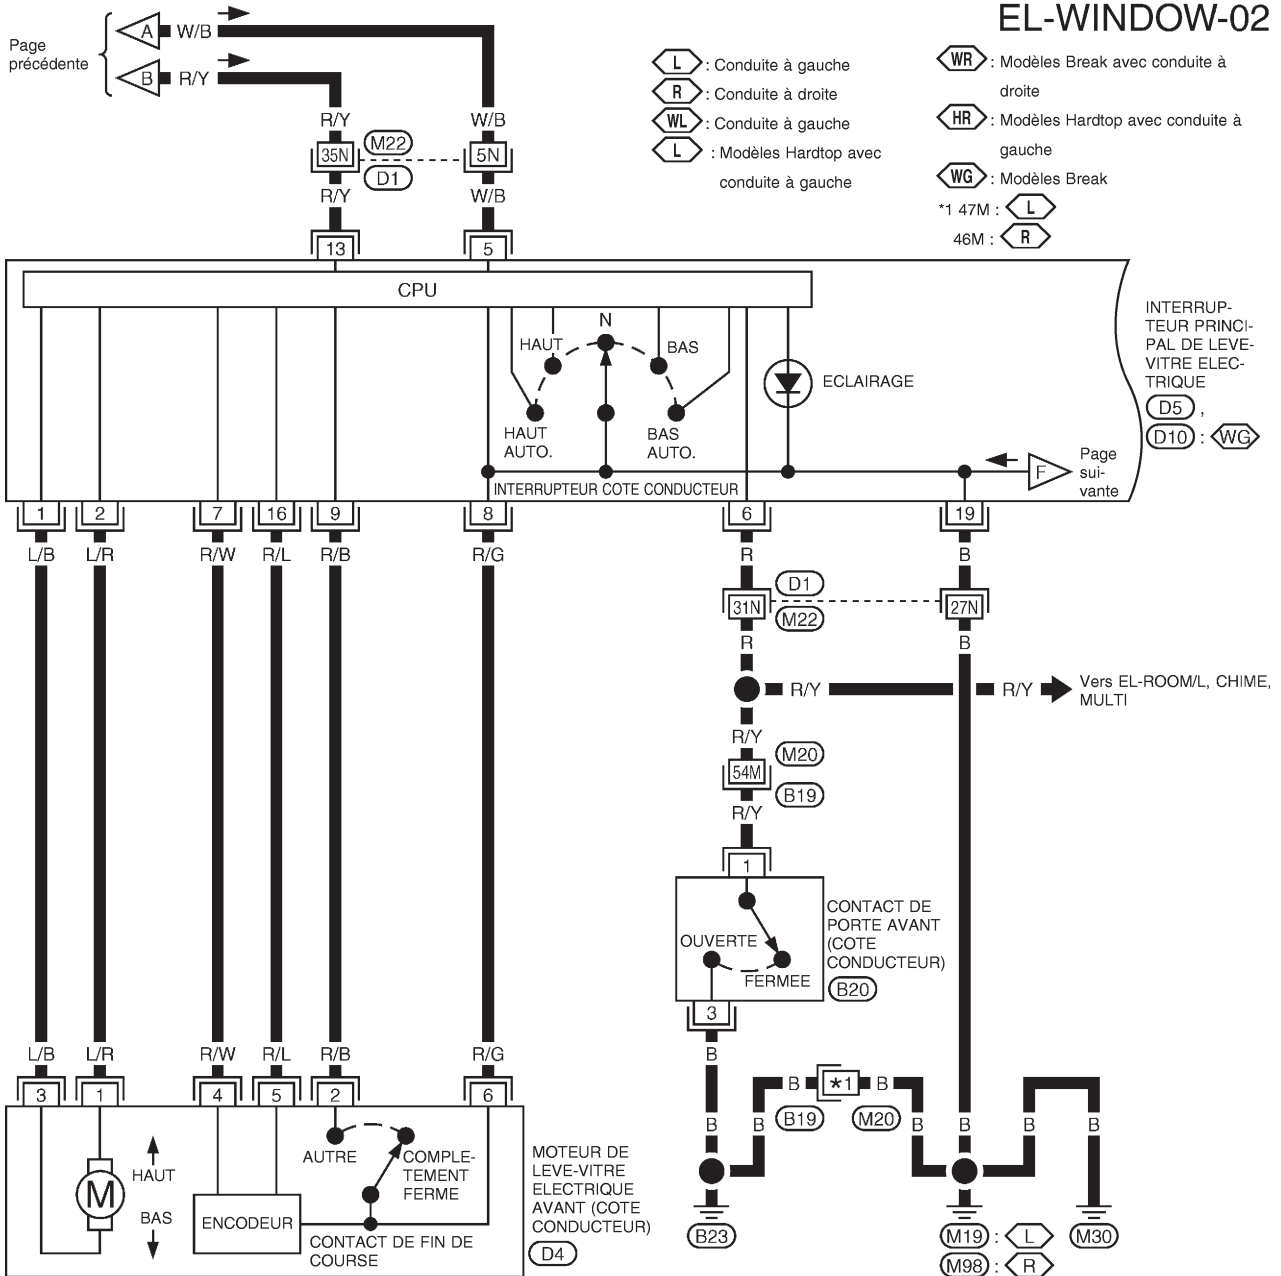 EL-WINDOW-02
Page
précédente
A W/B
B R/Y
L : Conduite à gauche
R : Conduite à droite
WL : Conduite à gauche
L : Modèles Hardtop avec
conduite à gauche
WR : Modèles Break avec conduite à
droite
HR : Modèles Hardtop avec conduite à
gauche
WG : Modèles Break
*1 47M : L
46M : R
R/Y W/B
35N M22 5N
D1
R/Y W/B
13 5
CPU
N
HAUT BAS
HAUT
AUTO.
BAS
AUTO.
ECLAIRAGE
INTERRUPTEUR COTE CONDUCTEUR
F
Page
sui-
vante
INTERRUP-
TEUR PRINCI-
PAL DE LEVE-
VITRE ELEC-
TRIQUE
D5 ,
D10 : WG
1 2 7 16 9 8 6 19
L/B L/R R/W R/L R/B R/G R B
D1
31N 27N
M22
R B
R/Y R/Y
Vers EL-ROOM/L, CHIME,
MULTI
R/Y
M20
54M
B19
R/Y
1
OUVERTE
FERMEE
CONTACT DE
PORTE AVANT
(COTE
CONDUCTEUR)
B20
3
B
L/B L/R R/W R/L R/B R/G
3 1 4 5 2 6
B *1 B
B19 M20
B B B B B
M
HAUT
BAS
AUTRE
COMPLE-
TEMENT
FERME
ENCODEUR
CONTACT DE FIN DE
COURSE
MOTEUR DE
LEVE-VITRE
ELECTRIQUE
AVANT (COTE
CONDUCTEUR)
D4
B23
M19 : L
M30
M98 : R